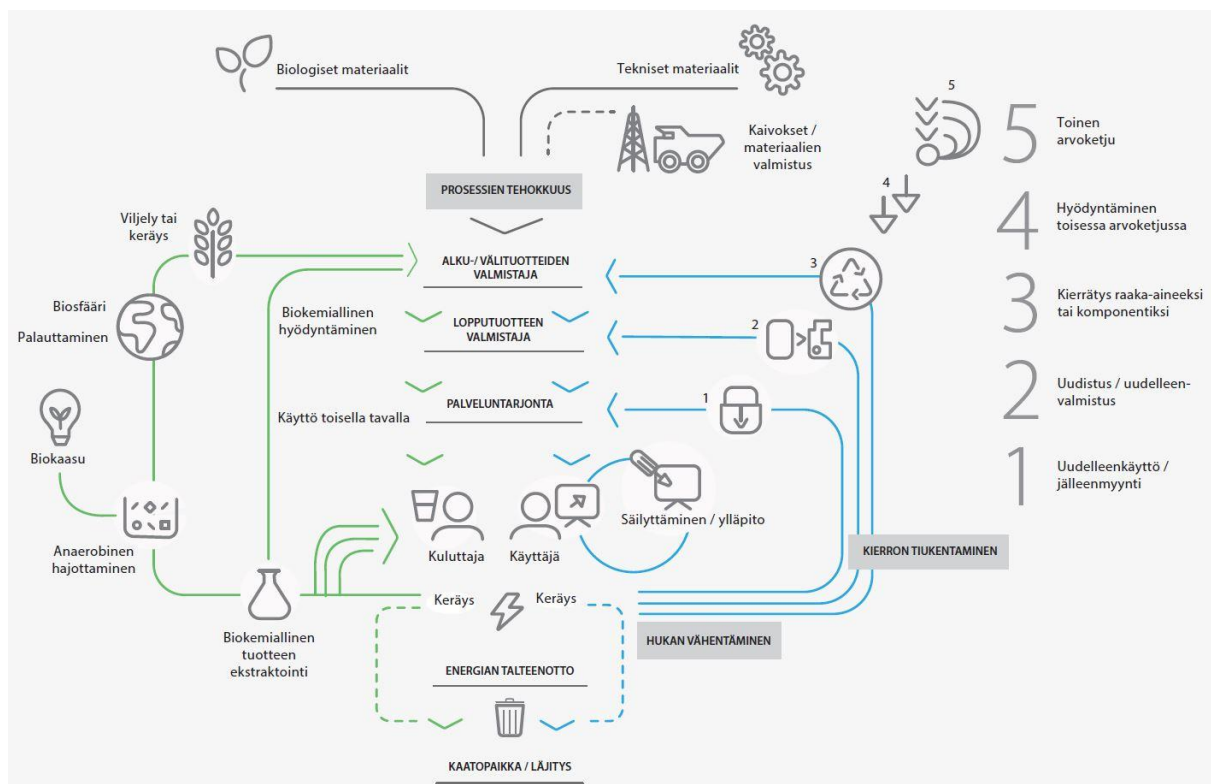 Biologiset materiaalit
Tekniset materiaalit
Kaivokset /
materiaalien
valmistus
PROSESSIEN TEHOKKUUS
5
4
5
Toinen
arvoketju
4
Hyödyntäminen
toisessa arvoketjussa
3
Kierrätys raaka-aineeksi
tai komponentiksi
2
Uudistus / uudelleen-
valmistus
1
Uudelleenkäyttö /
jälleenmyynti
Viljely tai
keräys
ALKU-/ VÄLITUOTTEIDEN
VALMISTAJA
3
Biosfääri
Palauttaminen
Biokemiallinen
hyödyntäminen
LOPPUTUOTTEEN
VALMISTAJA
2
Käyttö toisella tavalla
PALVELUNTARJONTA
1
Biokaasu
Anaerobinen
hajottaminen
Kuluttaja
Käyttäjä
Säilyttäminen / ylläpito
KIERRON TIUKENTAMINEN
Keräys
Keräys
Biokemiallinen
tuotteen
ekstraktointi
HUKAN VÄHENTÄMINEN
ENERGIAN TALTEENOTTO
KAATOPAIKKA / LÄJITYS